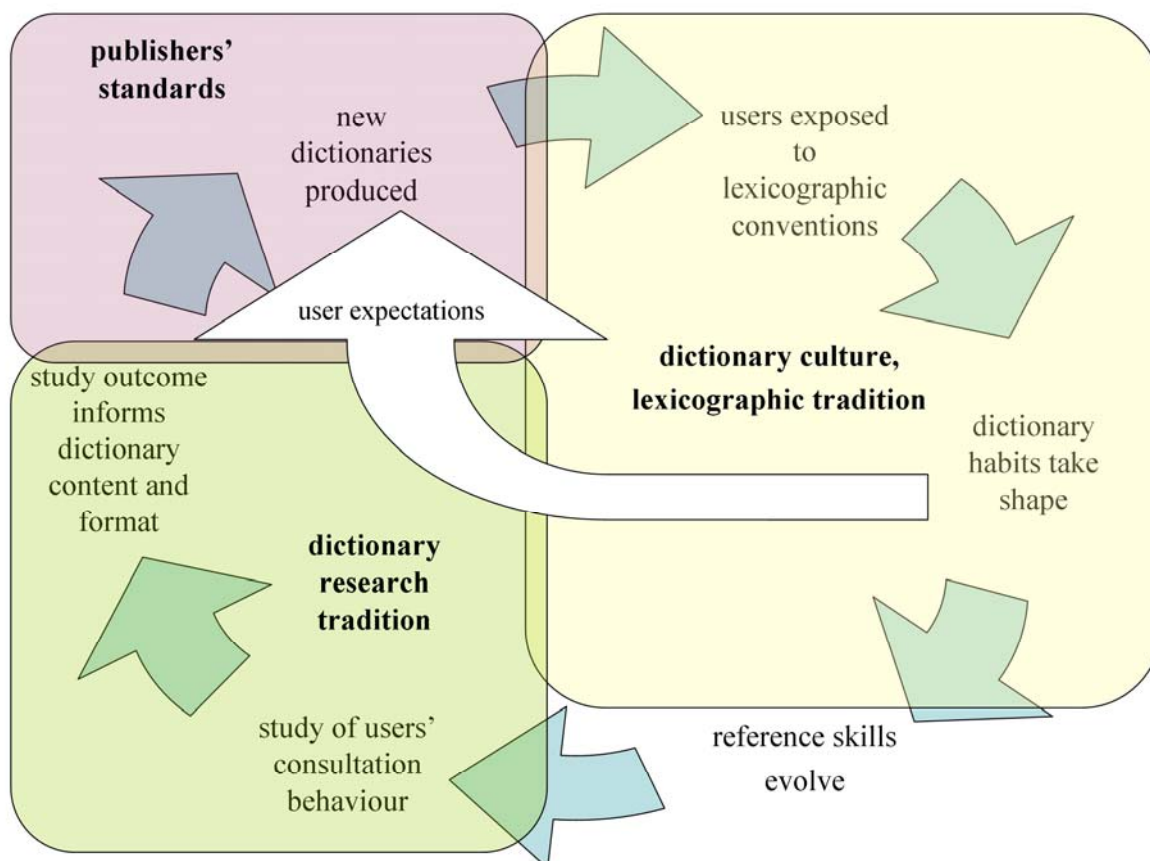 publishers’
standards
new
dictionaries
produced
users exposed
to
lexicographic
conventions
user expectations
dictionary culture,
lexicographic tradition
dictionary
habits take
shape
study outcome
informs
dictionary
content and
format
dictionary
research
tradition
study of users’
consultation
behaviour
reference skills
evolve